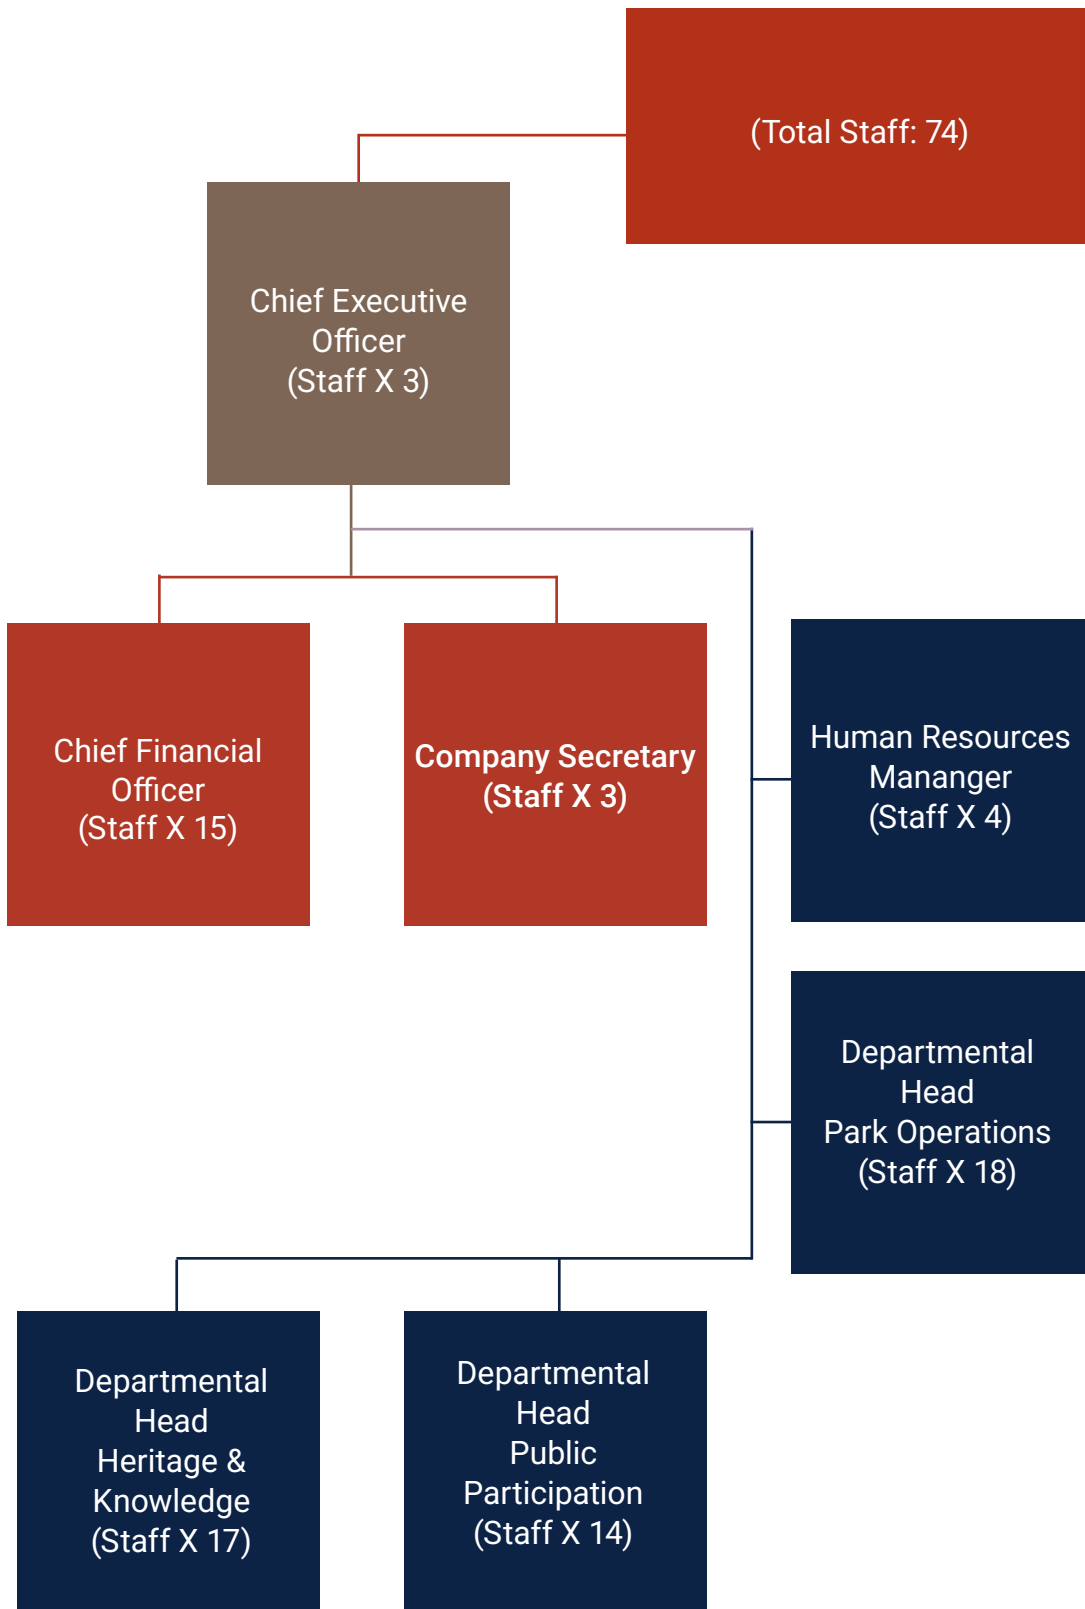 (Total Staff: 74)
Chief Executive
Officer
(Staff X 3)
Chief Financial
Officer
(Staff X 15)
Company Secretary
(Staff X 3)
Human Resources
Mananger
(Staff X 4)
Departmental
Head
Park Operations
(Staff X 18)
Departmental
Head
Heritage &
Knowledge
(Staff X 17)
Departmental
Head
Public
Participation
(Staff X 14)